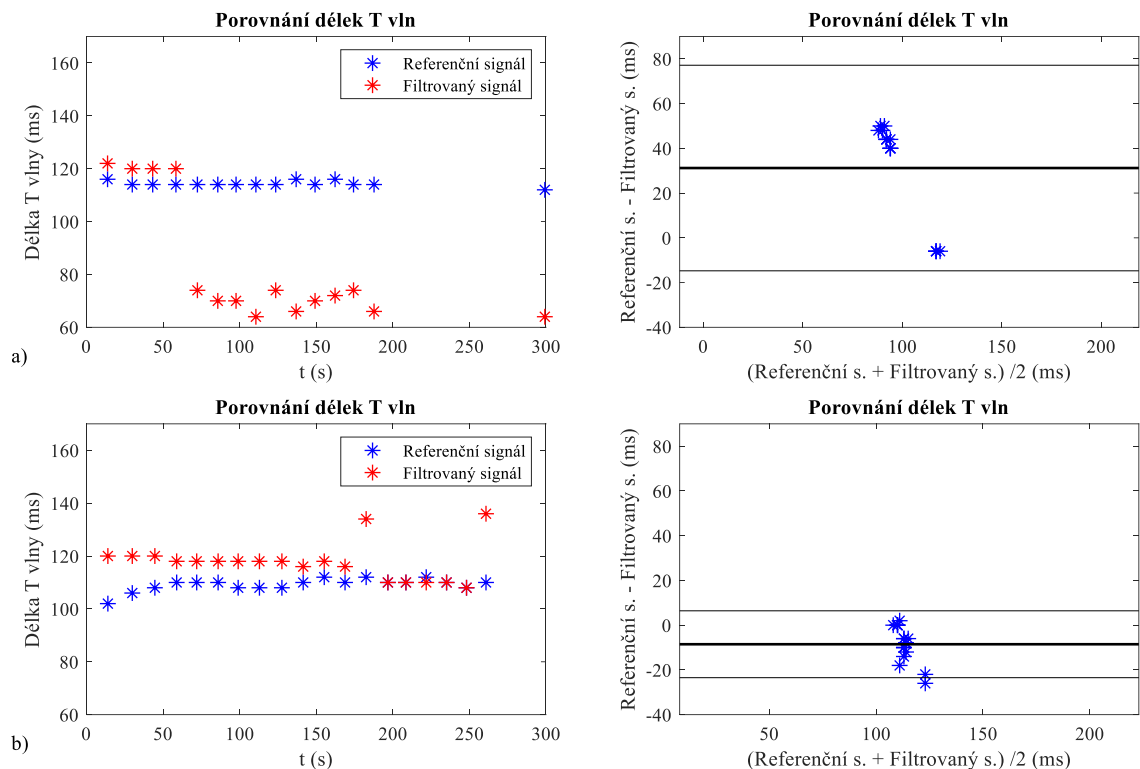 Porovnání délek T vln
160
140
120
100
80
60
Délka T vlny (ms)
Referenční signál
Filtrovaný signál
0
50
100
150
200
250
300
t (s)
a)
Porovnání délek T vln
80
60
40
20
0
-20
-40
Referenční s. - Filtrovaný s. (ms)
0
50
100
150
200
(Referenční s. + Filtrovaný s.) /2 (ms)
Porovnání délek T vln
160
140
120
100
80
60
Délka T vlny (ms)
Referenční signál
Filtrovaný signál
0
50
100
150
200
250
300
t (s)
b)
Porovnání délek T vln
80
60
40
20
0
-20
-40
Referenční s. - Filtrovaný s. (ms)
50
100
150
200
(Referenční s. + Filtrovaný s.) /2 (ms)